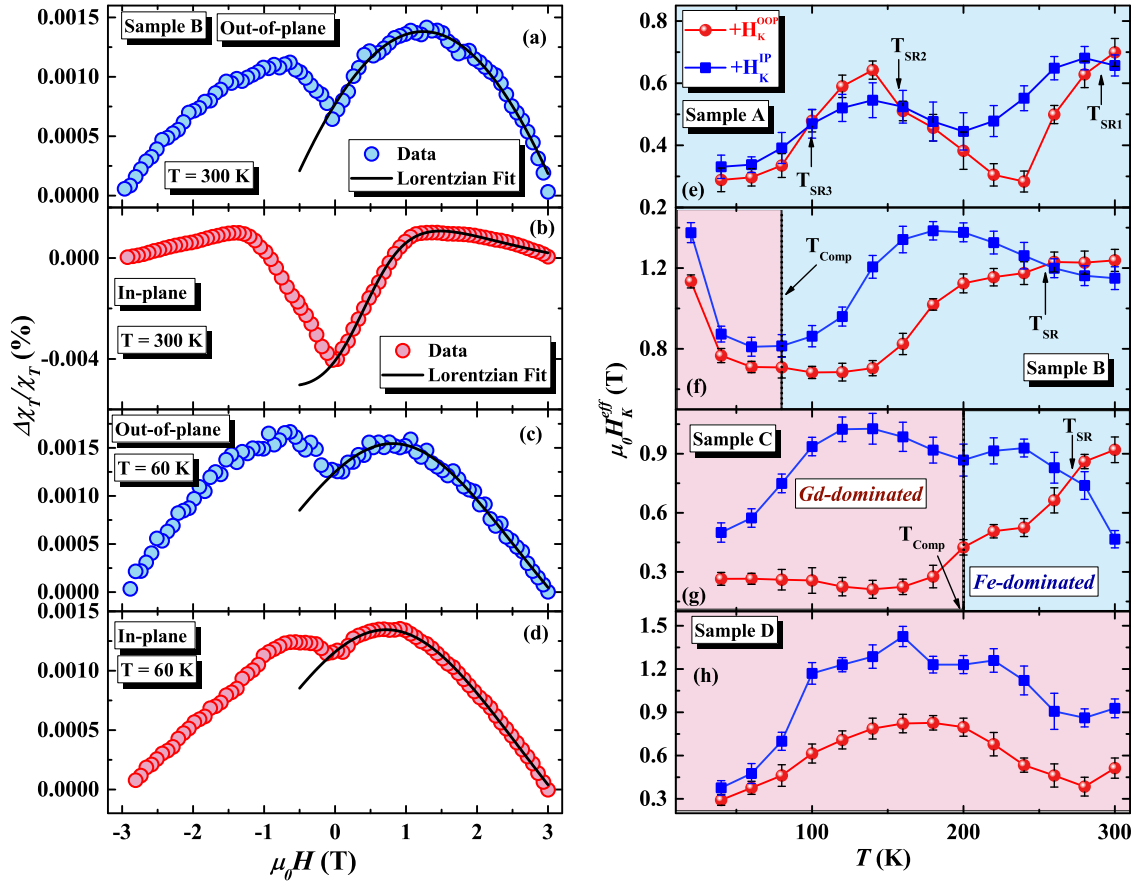 Sample B Out-of-plane (a)
0.0015
0.0010
0.0005
0.0000
T = 300 K
Data
Lorentzian Fit
(b)
0.000
-0.004
In-plane
T = 300 K
Data
Lorentzian Fit
Out-of-plane (c)
T = 60 K
0.0015
0.0010
0.0005
0.0000
In-plane (d)
T = 60 K
0.0015
0.0010
0.0005
0.0000
Δχ_T/χ_T (%)
-3 -2 -1 0 1 2 3
μ₀H (T)
0.8
0.6
0.4
0.2
+H_K^OOP
+H_K^IP
Sample A
T_SR2
T_SR1
T_SR3
(e)
1.2
0.8
T_Comp
T_SR
(f) Sample B
0.9
0.6
0.3
Sample C
T_SR
Gd-dominated
T_Comp
Fe-dominated
(g)
1.5
1.2
0.9
0.6
0.3
Sample D
(h)
μ₀H_K^eff (T)
100 200 300
T (K)